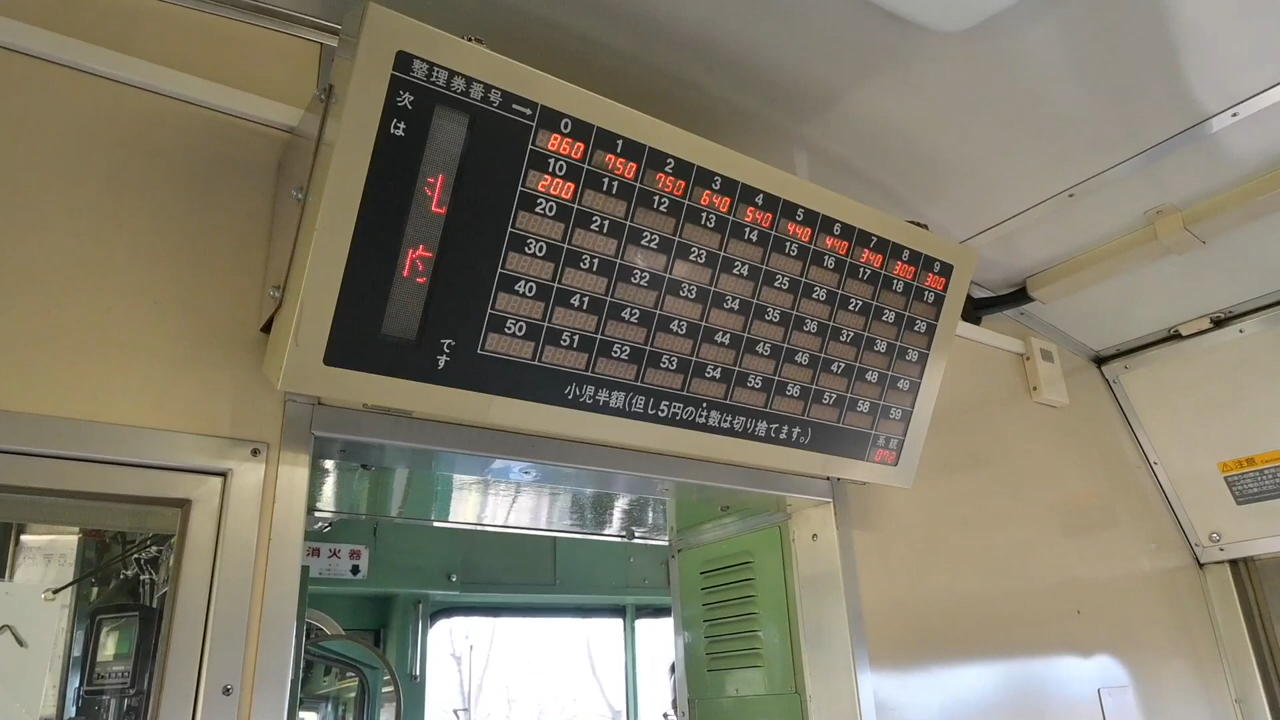 整理券番号 →
次は
です
0 1 2 3 4 5 6 7 8 9
860 750 750 640 540 440 440 340 300 300
10 11 12 13 14 15 16 17 18 19
200
20 21 22 23 24 25 26 27 28 29
30 31 32 33 34 35 36 37 38 39
40 41 42 43 44 45 46 47 48 49
50 51 52 53 54 55 56 57 58 59
小児半額(但し5円のは数は切り捨てます。)
系統
072
消火器
⚠注意